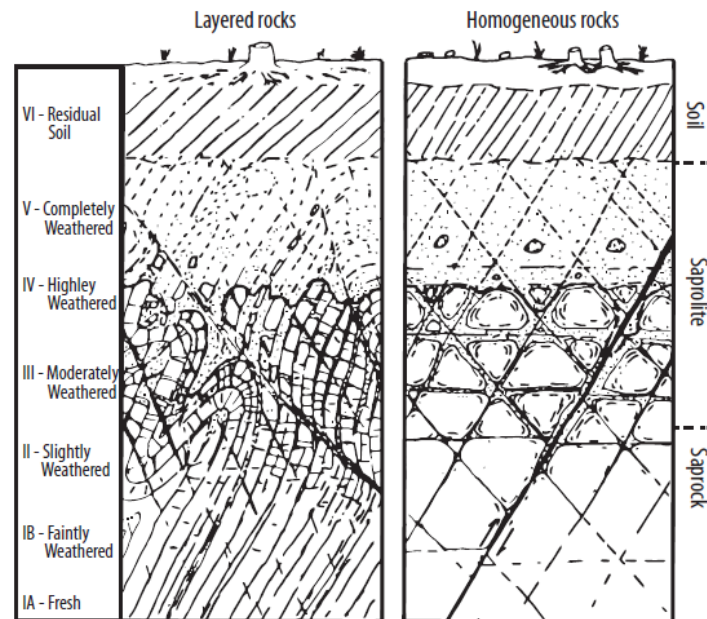 Layered rocks
Homogeneous rocks
VI - Residual
Soil
V - Completely
Weathered
IV - Highley
Weathered
III - Moderately
Weathered
II - Slightly
Weathered
IB - Faintly
Weathered
IA - Fresh
Soil
Saprolite
Saprock